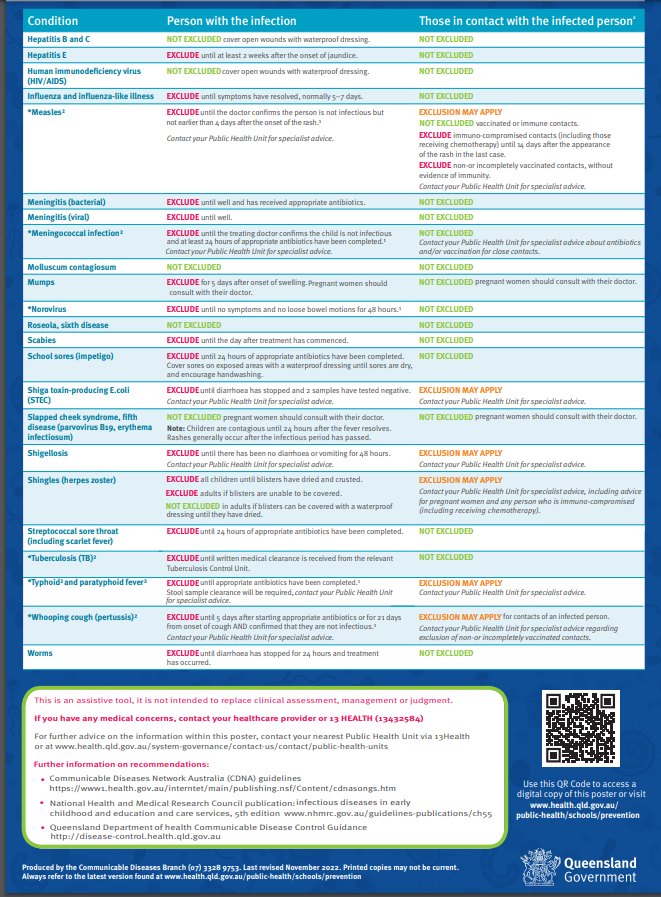 Condition Person with the infection Those in contact with the infected person¹
Hepatitis B and C NOT EXCLUDED cover open wounds with waterproof dressing. NOT EXCLUDED
Hepatitis E EXCLUDE until at least 2 weeks after the onset of jaundice. NOT EXCLUDED
Human immunodeficiency virus NOT EXCLUDED cover open wounds with waterproof dressing. NOT EXCLUDED
(HIV/AIDS)
Influenza and influenza-like illness EXCLUDE until symptoms have resolved, normally 5–7 days. NOT EXCLUDED
*Measles² EXCLUDE until the doctor confirms the person is not infectious but EXCLUSION MAY APPLY
not earlier than 4 days after the onset of the rash.¹ NOT EXCLUDED vaccinated or immune contacts.
Contact your Public Health Unit for specialist advice. EXCLUDE immuno-compromised contacts (including those
receiving chemotherapy) until 14 days after the appearance
of the rash in the last case.
EXCLUDE non-or incompletely vaccinated contacts, without
evidence of immunity.
Contact your Public Health Unit for specialist advice.
Meningitis (bacterial) EXCLUDE until well and has received appropriate antibiotics. NOT EXCLUDED
Meningitis (viral) EXCLUDE until well. NOT EXCLUDED
*Meningococcal infection² EXCLUDE until the treating doctor confirms the child is not infectious NOT EXCLUDED
and at least 24 hours of appropriate antibiotics have been completed.¹ Contact your Public Health Unit for specialist advice about antibiotics
Contact your Public Health Unit for specialist advice. and/or vaccination for close contacts.
Molluscum contagiosum NOT EXCLUDED NOT EXCLUDED
Mumps EXCLUDE for 5 days after onset of swelling. Pregnant women should NOT EXCLUDED pregnant women should consult with their doctor.
consult with their doctor.
*Norovirus EXCLUDE until no symptoms and no loose bowel motions for 48 hours.¹ NOT EXCLUDED
Roseola, sixth disease NOT EXCLUDED NOT EXCLUDED
Scabies EXCLUDE until the day after treatment has commenced. NOT EXCLUDED
School sores (impetigo) EXCLUDE until 24 hours of appropriate antibiotics have been completed. NOT EXCLUDED
Cover sores on exposed areas with a waterproof dressing until sores are dry,
and encourage handwashing.
Shiga toxin-producing E.coli EXCLUDE until diarrhoea has stopped and 2 samples have tested negative. EXCLUSION MAY APPLY
(STEC) Contact your Public Health Unit for specialist advice. Contact your Public Health Unit for specialist advice.
Slapped cheek syndrome, fifth NOT EXCLUDED pregnant women should consult with their doctor. NOT EXCLUDED pregnant women should consult with their doctor.
disease (parvovirus B19, erythema Note: Children are contagious until 24 hours after the fever resolves.
infectiosum) Rashes generally occur after the infectious period has passed.
Shigellosis EXCLUDE until there has been no diarrhoea or vomiting for 48 hours. EXCLUSION MAY APPLY
Contact your Public Health Unit for specialist advice. Contact your Public Health Unit for specialist advice.
Shingles (herpes zoster) EXCLUDE all children until blisters have dried and crusted. EXCLUSION MAY APPLY
EXCLUDE adults if blisters are unable to be covered. Contact your Public Health Unit for specialist advice, including advice
NOT EXCLUDED in adults if blisters can be covered with a waterproof for pregnant women and any person who is immuno-compromised
dressing until they have dried. (including receiving chemotherapy).
Streptococcal sore throat EXCLUDE until 24 hours of appropriate antibiotics have been completed. NOT EXCLUDED
(including scarlet fever)
*Tuberculosis (TB)² EXCLUDE until written medical clearance is received from the relevant NOT EXCLUDED
Tuberculosis Control Unit.
*Typhoid² and paratyphoid fever² EXCLUDE until appropriate antibiotics have been completed.¹ EXCLUSION MAY APPLY
Stool sample clearance will be required, contact your Public Health Unit Contact your Public Health Unit for specialist advice.
for specialist advice.
*Whooping cough (pertussis)² EXCLUDE until 5 days after starting appropriate antibiotics or for 21 days EXCLUSION MAY APPLY for contacts of an infected person.
from onset of cough AND confirmed that they are not infectious.¹ Contact your Public Health Unit for specialist advice regarding
Contact your Public Health Unit for specialist advice. exclusion of non-or incompletely vaccinated contacts.
Worms EXCLUDE until diarrhoea has stopped for 24 hours and treatment NOT EXCLUDED
has occurred.
This is an assistive tool, it is not intended to replace clinical assessment, management or judgment.
If you have any medical concerns, contact your healthcare provider or 13 HEALTH (13432584)
For further advice on the information within this poster, contact your nearest Public Health Unit via 13Health
or at www.health.qld.gov.au/system-governance/contact-us/contact/public-health-units
Further information on recommendations:
• Communicable Diseases Network Australia (CDNA) guidelines
https://www1.health.gov.au/internet/main/publishing.nsf/Content/cdnasongs.htm
• National Health and Medical Research Council publication: infectious diseases in early
childhood and education and care services, 5th edition www.nhmrc.gov.au/guidelines-publications/ch55
• Queensland Department of health Communicable Disease Control Guidance
http://disease-control.health.qld.gov.au
Use this QR Code to access a
digital copy of this poster or visit
www.health.qld.gov.au/
public-health/schools/prevention
Produced by the Communicable Diseases Branch (07) 3328 9753. Last revised November 2022. Printed copies may not be current.
Always refer to the latest version found at www.health.qld.gov.au/public-health/schools/prevention
Queensland
Government